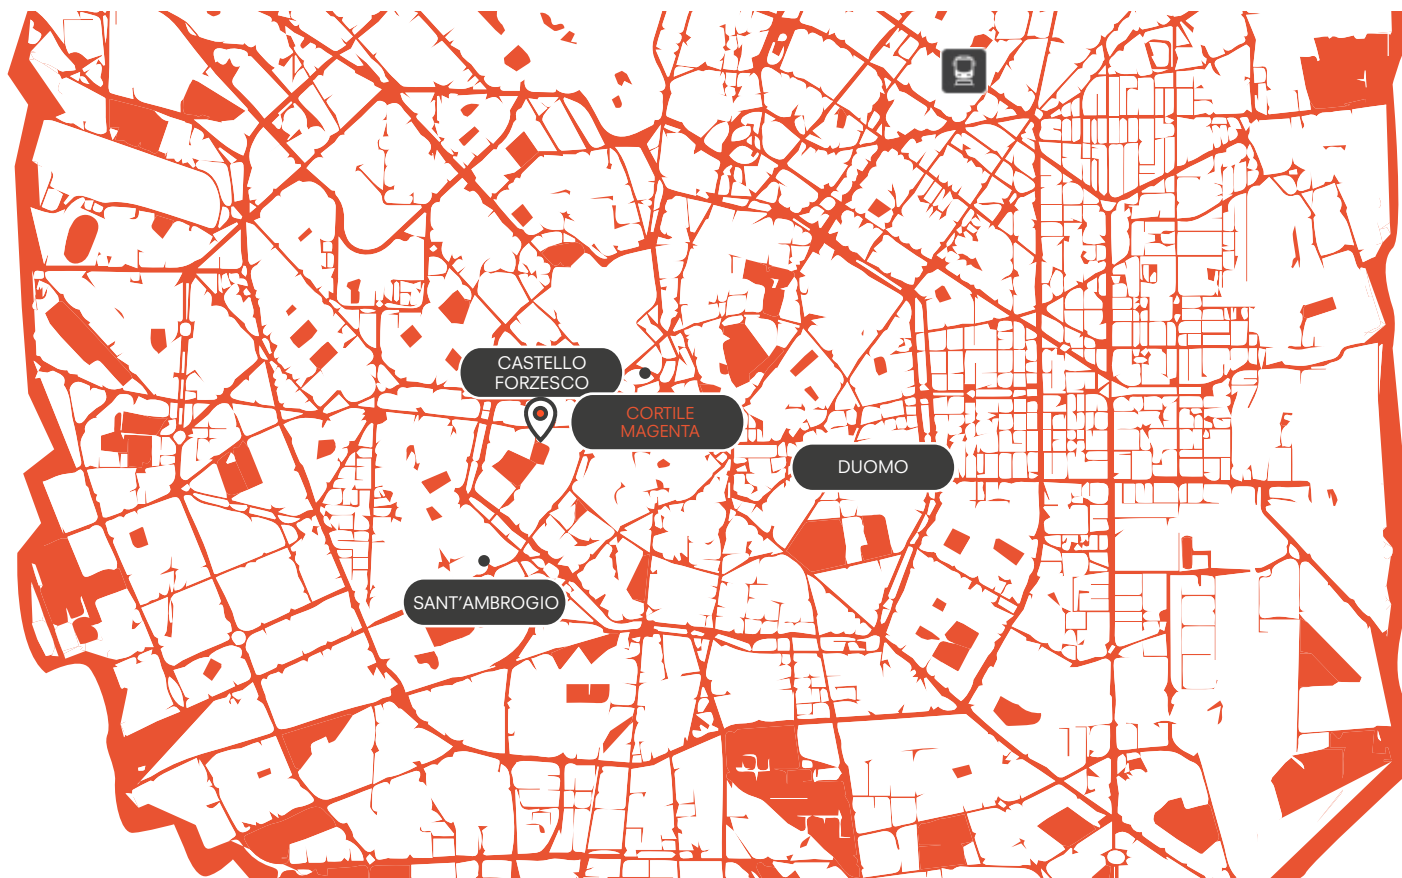 CASTELLO
FORZESCO
CORTILE
MAGENTA
DUOMO
SANT'AMBROGIO